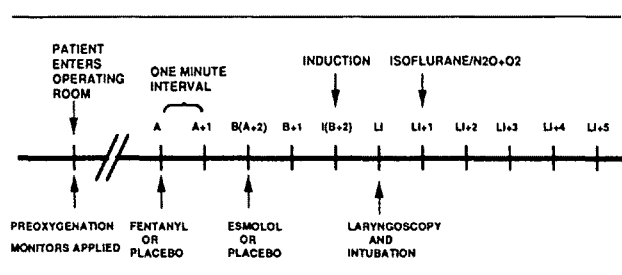 PATIENT
ENTERS
OPERATING
ROOM
ONE MINUTE
INTERVAL
INDUCTION
ISOFLURANE/N2O+O2
A A+1 B(A+2) B+1 I(B+2) LI LI+1 LI+2 LI+3 LI+4 LI+5
PREOXYGENATION
MONITORS APPLIED
FENTANYL
OR
PLACEBO
ESMOLOL
OR
PLACEBO
LARYNGOSCOPY
AND
INTUBATION